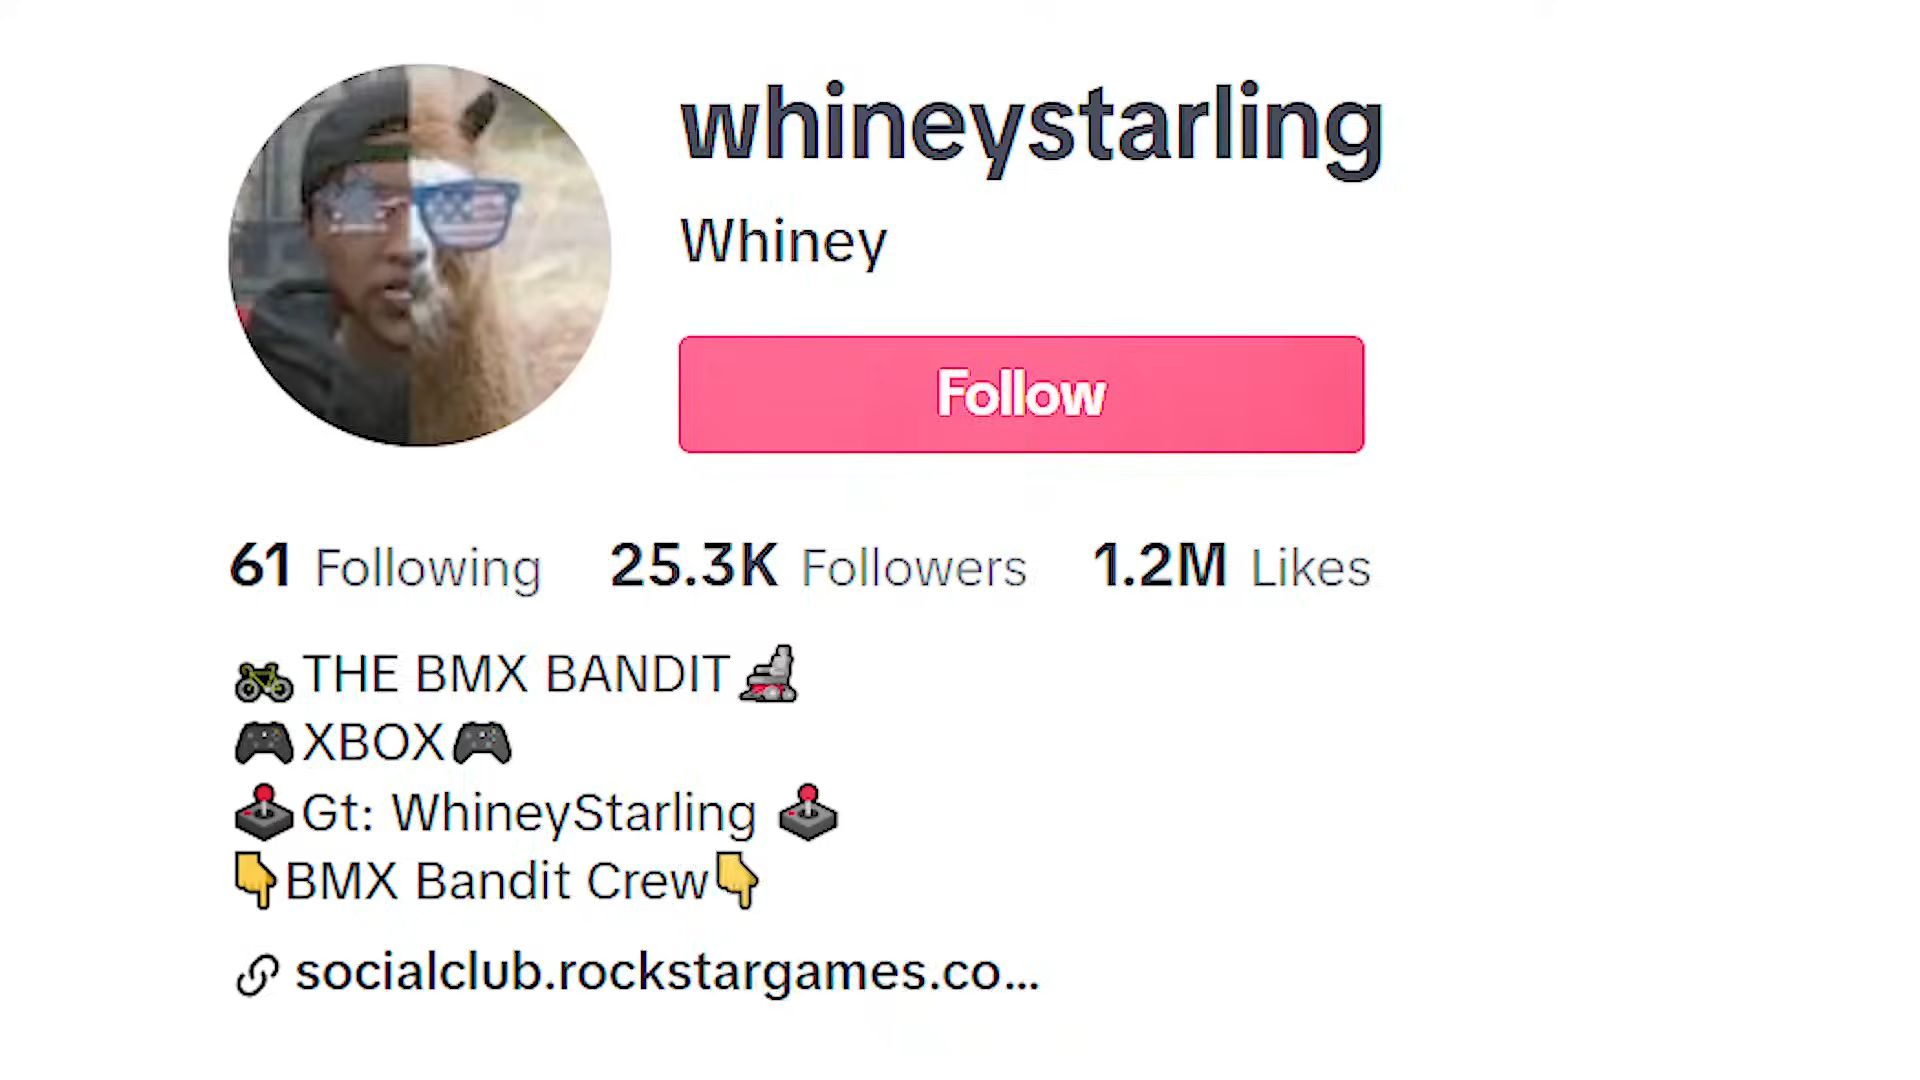 whineystarling
Whiney
Follow
61 Following 25.3K Followers 1.2M Likes
🚲THE BMX BANDIT🦼
🎮XBOX🎮
🕹️Gt: WhineyStarling 🕹️
👇BMX Bandit Crew👇
socialclub.rockstargames.co...